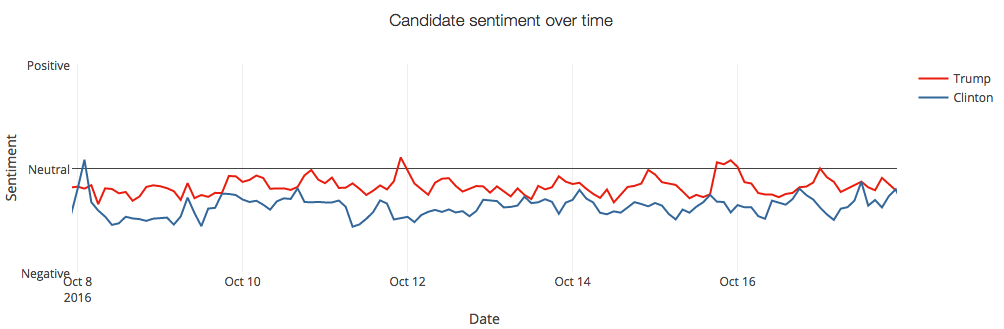 Candidate sentiment over time
Positive
Neutral
Negative
Sentiment
Oct 8
2016
Oct 10
Oct 12
Oct 14
Oct 16
Date
Trump
Clinton